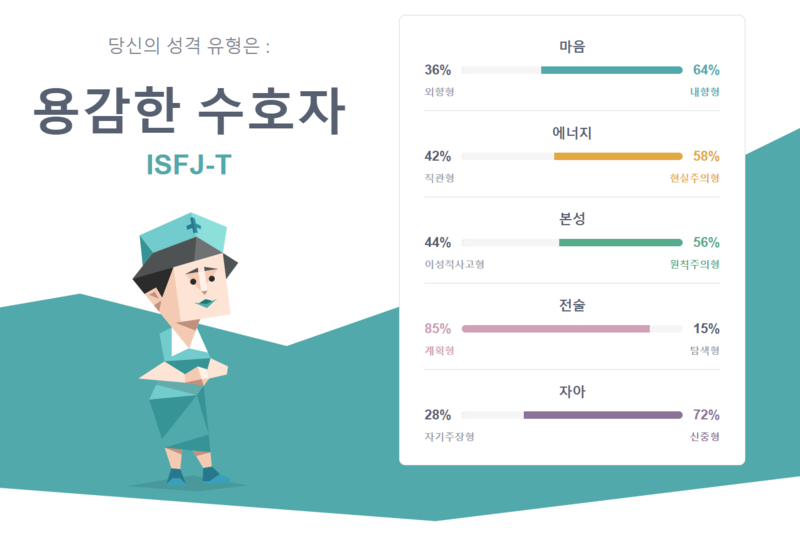 당신의 성격 유형은 :
용감한 수호자
ISFJ-T
마음
36% 64%
외향형 내향형
에너지
42% 58%
직관형 현실주의형
본성
44% 56%
이성적사고형 원칙주의형
전술
85% 15%
계획형 탐색형
자아
28% 72%
자기주장형 신중형